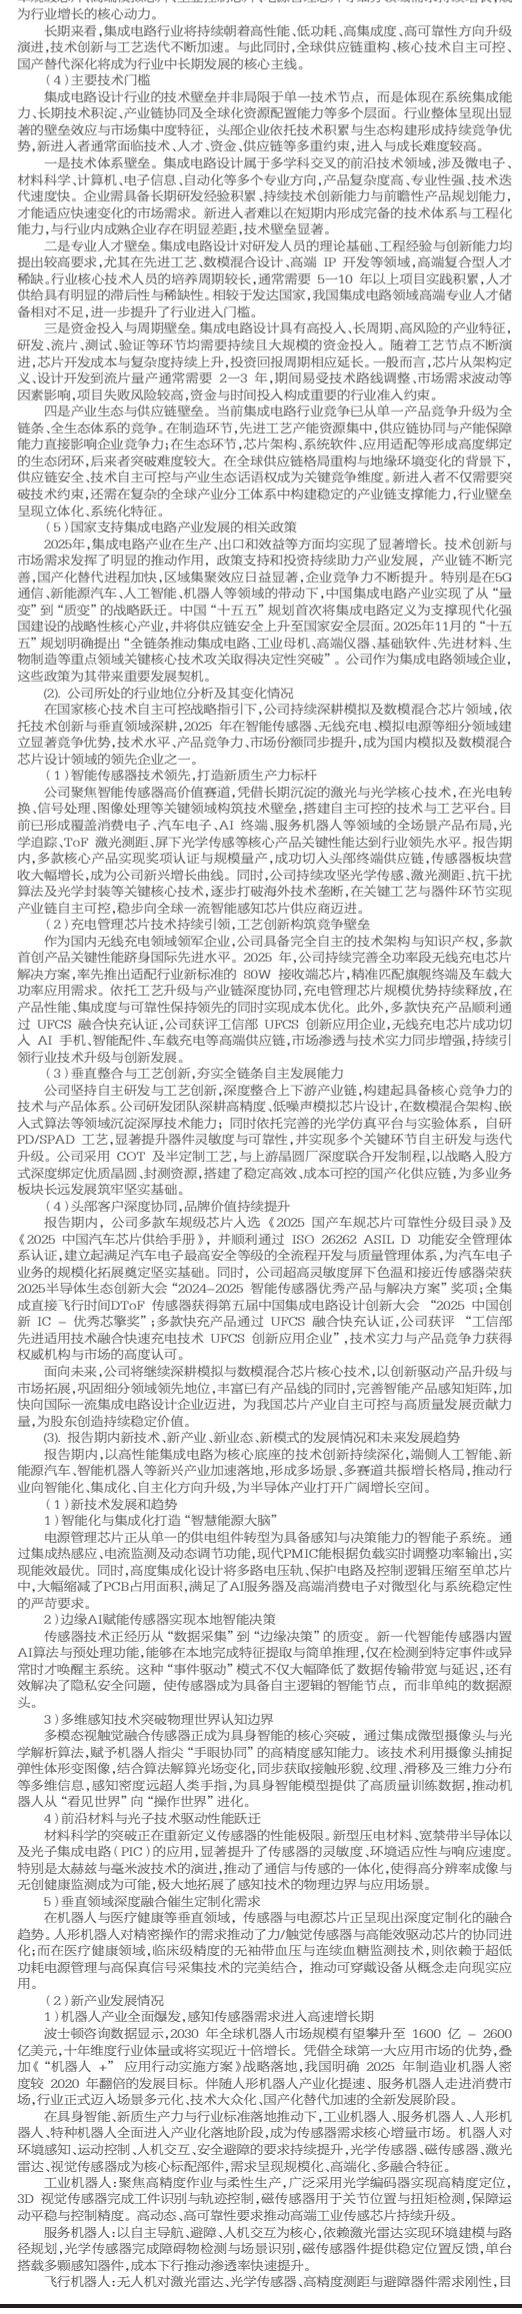 为行业增长的核心动力。
长期来看,集成电路行业将持续朝着高性能、低功耗、高集成度、高可靠性方向升级
演进,技术创新与工艺迭代不断加速。与此同时,全球供应链重构、核心技术自主可控、
国产替代深化将成为行业中长期发展的核心主线。
(4)主要技术门槛
集成电路设计行业的技术壁垒并非局限于单一技术节点，而是体现在系统集成能
力、长期技术积淀、产业链协同及全球化资源配置能力等多个层面。行业整体呈现出显
著的壁垒效应与市场集中度特征，头部企业依托技术积累与生态构建形成持续竞争优
势,新进入者通常面临技术、人才、资金、供应链等多重约束，进入与成长难度较高。
一是技术体系壁垒。集成电路设计属于多学科交叉的前沿技术领域,涉及微电子、
材料科学、计算机、电子信息、自动化等多个专业方向,产品复杂度高、专业性强、技术迭
代速度快。企业需具备长期研发经验积累、持续技术创新能力与前瞻性产品规划能力，
才能适应快速变化的市场需求。新进入者难以在短期内形成完备的技术体系与工程化
能力,与行业内成熟企业存在明显差距,技术壁垒显著。
二是专业人才壁垒。集成电路设计对研发人员的理论基础、工程经验与创新能力均
提出较高要求,尤其在先进工艺、数模混合设计、高端 IP 开发等领域,高端复合型人才
稀缺。行业核心技术人员的培养周期较长，通常需要 5—10 年以上项目实践积累,人才
供给具有明显的滞后性与稀缺性。相较于发达国家,我国集成电路领域高端专业人才储
备相对不足,进一步提升了行业进入门槛。
三是资金投入与周期壁垒。集成电路设计具有高投入、长周期、高风险的产业特征,
研发、流片、测试、验证等环节均需要持续且大规模的资金投入。随着工艺节点不断演
进,芯片开发成本与复杂度持续上升,投资回报周期相应延长。一般而言,芯片从架构定
义、设计开发到流片量产通常需要 2—3 年,期间易受技术路线调整、市场需求波动等
因素影响,项目失败风险较高,资金与时间投入构成重要的行业准入约束。
四是产业生态与供应链壁垒。当前集成电路行业竞争已从单一产品竞争升级为全
链条、全生态体系的竞争。在制造环节,先进工艺产能资源集中,供应链协同与产能保障
能力直接影响企业竞争力;在生态环节,芯片架构、系统软件、应用适配等形成高度绑定
的生态闭环,后来者突破难度较大。在全球供应链格局重构与地缘环境变化的背景下,
供应链安全、技术自主可控与产业生态话语权成为关键竞争维度。新进入者不仅需要突
破技术约束,还需在复杂的全球产业分工体系中构建稳定的产业链支撑能力,行业壁垒
呈现立体化、系统化特征。
(5)国家支持集成电路产业发展的相关政策
2025年,集成电路产业在生产、出口和效益等方面均实现了显著增长。技术创新与
市场需求发挥了明显的推动作用，政策支持和投资持续助力产业发展，产业链不断完
善,国产化替代进程加快,区域集聚效应日益显著,企业竞争力不断提升。特别是在5G
通信、新能源汽车、人工智能、机器人等领域的带动下,中国集成电路产业实现了从“量
变”到“质变”的战略跃迁。中国“十五五”规划首次将集成电路定义为支撑现代化强
国建设的战略性核心产业,并将供应链安全上升至国家安全层面。2025年11月的“十五
五”规划明确提出“全链条推动集成电路、工业母机、高端仪器、基础软件、先进材料、生
物制造等重点领域关键核心技术攻关取得决定性突破”。公司作为集成电路领域企业,
这些政策为其带来重要发展契机。
(2). 公司所处的行业地位分析及其变化情况
在国家核心技术自主可控战略指引下,公司持续深耕模拟及数模混合芯片领域,依
托技术创新与垂直领域深耕,2025 年在智能传感器、无线充电、模拟电源等细分领域建
立显著竞争优势,技术水平、产品竞争力、市场份额同步提升,成为国内模拟及数模混合
芯片设计领域的领先企业之一。
(1)智能传感器技术领先,打造新质生产力标杆
公司聚焦智能传感器高价值赛道,凭借长期沉淀的激光与光学核心技术,在光电转
换、信号处理、图像处理等关键领域构筑技术壁垒,搭建自主可控的技术与工艺平台。目
前已形成覆盖消费电子、汽车电子、AI 终端、服务机器人等领域的全场景产品布局,光
学追踪、ToF 激光测距、屏下光学传感等核心产品关键性能达到行业领先水平。报告期
内,多款核心产品实现奖项认证与规模量产,成功切入头部终端供应链,传感器板块营
收大幅增长,成为公司新兴增长曲线。同时,公司持续攻坚光学传感、激光测距、抗干扰
算法及光学封装等关键核心技术,逐步打破海外技术垄断,在关键工艺与器件环节实现
产业链自主可控,稳步向全球一流智能感知芯片供应商迈进。
(2)充电管理芯片技术持续引领,工艺创新构筑竞争壁垒
作为国内无线充电领域领军企业,公司具备完全自主的技术架构与知识产权,多款
首创产品关键性能跻身国际先进水平。2025 年,公司持续完善全功率段无线充电芯片
解决方案,率先推出适配行业新标准的 80W 接收端芯片,精准匹配旗舰终端及车载大
功率应用需求。依托工艺升级与产业链深度协同,充电管理芯片规模优势持续释放,在
产品性能、集成度与可靠性保持领先的同时实现成本优化。此外,多款快充产品顺利通
过 UFCS 融合快充认证,公司获评工信部 UFCS 创新应用企业,无线充电芯片成功切
入 AI 手机、智能配件、车载充电等高端供应链,市场渗透与技术实力同步增强,持续引
领行业技术升级与创新发展。
(3)垂直整合与工艺创新,夯实全链条自主发展能力
公司坚持自主研发与工艺创新,深度整合上下游产业链,构建起具备核心竞争力的
技术与产品体系。公司研发团队深耕高精度、低噪声模拟芯片设计,在数模混合架构、嵌
入式算法等领域沉淀深厚技术能力；同时依托完善的光学仿真平台与实验体系，自研
PD/SPAD 工艺,显著提升器件灵敏度与可靠性,并实现多个关键环节自主研发与迭代
升级。公司采用 COT 及半定制工艺,与上游晶圆厂深度联合开发制程,以战略入股方
式深度绑定优质晶圆、封测资源,搭建了稳定高效、成本可控的国产化供应链,为多业务
板块长远发展筑牢坚实基础。
(4)头部客户深度协同,品牌价值持续提升
报告期内，公司多款车规级芯片入选《2025 国产车规芯片可靠性分级目录》及
《2025 中国汽车芯片供给手册》，并顺利通过 ISO 26262 ASIL D 功能安全管理体
系认证,建立起满足汽车电子最高安全等级的全流程开发与质量管理体系,为汽车电子
业务的规模化拓展奠定坚实基础。同时，公司超高灵敏度屏下色温和接近传感器荣获
2025半导体生态创新大会“2024-2025 智能传感器优秀产品与解决方案”奖项;全集
成直接飞行时间DToF 传感器获得第五届中国集成电路设计创新大会 “2025 中国创
新 IC - 优秀芯擎奖”;多款快充产品通过 UFCS 融合快充认证,公司获评 “工信部
先进适用技术融合快速充电技术 UFCS 创新应用企业”,技术实力与产品竞争力获得
权威机构与市场的高度认可。
面向未来,公司将继续深耕模拟与数模混合芯片核心技术,以创新驱动产品升级与
市场拓展,巩固细分领域领先地位,丰富已有产品线的同时,完善智能产品感知矩阵,加
快向国际一流集成电路设计企业迈进，为我国芯片产业自主可控与高质量发展贡献力
量,为股东创造持续稳定价值。
(3). 报告期内新技术、新产业、新业态、新模式的发展情况和未来发展趋势
报告期内,以高性能集成电路为核心底座的技术创新持续深化,端侧人工智能、新
能源汽车、智能机器人等新兴产业加速落地,形成多场景、多赛道共振增长格局,推动行
业向智能化、集成化、自主化方向升级,为半导体产业打开广阔增长空间。
(1)新技术发展和趋势
1)智能化与集成化打造“智慧能源大脑”
电源管理芯片正从单一的供电组件转型为具备感知与决策能力的智能子系统。通
过集成热感应、电流监测及动态调节功能,现代PMIC能根据负载实时调整功率输出,实
现能效最优。同时,高度集成化设计将多路电压轨、保护电路及控制逻辑压缩至单芯片
中,大幅缩减了PCB占用面积,满足了AI服务器及高端消费电子对微型化与系统稳定性
的严苛要求。
2)边缘AI赋能传感器实现本地智能决策
传感器技术正经历从“数据采集”到“边缘决策”的质变。新一代智能传感器内置
AI算法与预处理功能,能够在本地完成特征提取与简单推理,仅在检测到特定事件或异
常时才唤醒主系统。这种“事件驱动”模式不仅大幅降低了数据传输带宽与延迟,还有
效解决了隐私安全问题，使传感器成为具备自主逻辑的智能节点，而非单纯的数据源
头。
3)多维感知技术突破物理世界认知边界
多模态视触觉融合传感器正成为具身智能的核心突破，通过集成微型摄像头与光
学解析算法,赋予机器人指尖“手眼协同”的高精度感知能力。该技术利用摄像头捕捉
弹性体形变图像,结合算法解算光场变化,同步获取接触形貌、纹理、滑移及三维力分布
等多维信息,感知密度远超人类手指,为具身智能模型提供了高质量训练数据,推动机
器人从“看见世界”向“操作世界”进化。
4)前沿材料与光子技术驱动性能跃迁
材料科学的突破正在重新定义传感器的性能极限。新型压电材料、宽禁带半导体以
及光子集成电路(PIC)的应用,显著提升了传感器的灵敏度、环境适应性与响应速度。
特别是太赫兹与毫米波技术的演进,推动了通信与传感的一体化,使得高分辨率成像与
无创健康监测成为可能,极大地拓展了感知技术的物理边界与应用场景。
5)垂直领域深度融合催生定制化需求
在机器人与医疗健康等垂直领域，传感器与电源芯片正呈现出深度定制化的融合
趋势。人形机器人对精密操作的需求推动了力/触觉传感器与高能效驱动芯片的协同进
化;而在医疗健康领域,临床级精度的无袖带血压与连续血糖监测技术,则依赖于超低
功耗电源管理与高保真信号采集技术的完美结合，推动可穿戴设备从概念走向现实应
用。
(2)新产业发展情况
1)机器人产业全面爆发,感知传感器需求进入高速增长期
波士顿咨询数据显示,2030 年全球机器人市场规模有望攀升至 1600 亿 - 2600
亿美元,十年维度行业体量或将实现近十倍增长。凭借全球第一大应用市场的优势,叠
加《“机器人 +” 应用行动实施方案》战略落地,我国明确 2025 年制造业机器人密
度较 2020 年翻倍的发展目标。伴随人形机器人产业化提速、服务机器人走进消费市
场,行业正式迈入场景多元化、技术大众化、国产化替代加速的全新发展阶段。
在具身智能、新质生产力与行业标准落地推动下,工业机器人、服务机器人、人形机
器人、特种机器人全面进入产业化落地阶段,成为传感器需求核心增量市场。机器人对
环境感知、运动控制、人机交互、安全避障的要求持续提升,光学传感器、磁传感器、激光
雷达、视觉传感器成为核心标配部件,需求呈现规模化、高端化、多融合特征。
工业机器人:聚焦高精度作业与柔性生产,广泛采用光学编码器实现高精度定位,
3D 视觉传感器完成工件识别与轨迹控制,磁传感器用于关节位置与扭矩检测,保障运
动平稳与控制精度。高动态、高可靠性要求推动高端工业传感芯片持续升级。
服务机器人:以自主导航、避障、人机交互为核心,依赖激光雷达实现环境建模与路
径规划,光学传感器完成障碍物检测与场景识别,磁传感器件提供稳定位置反馈,单台
搭载多颗感知器件,成本下行推动渗透率快速提升。
飞行机器人:无人机对激光雷达、光学传感器、高精度测距与避障器件需求刚性,目